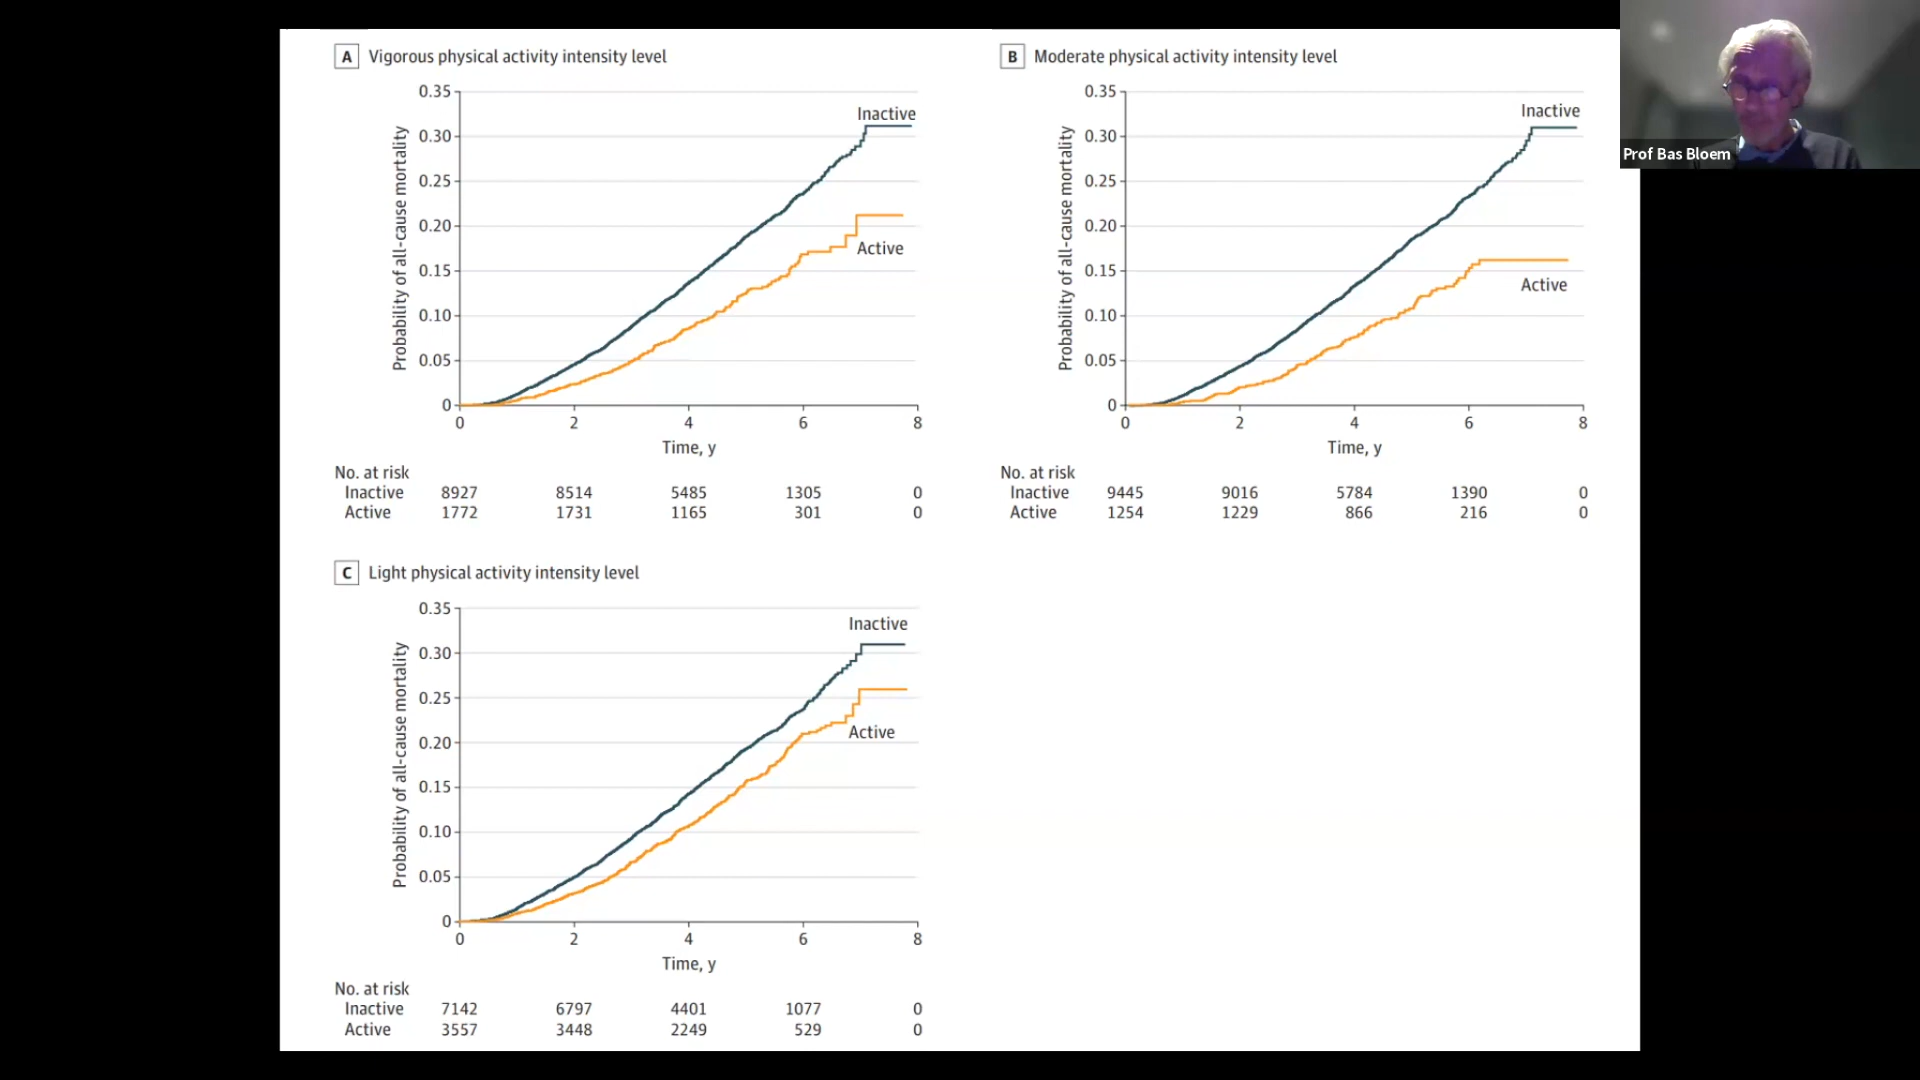 A Vigorous physical activity intensity level
0.35
0.30
0.25
0.20
0.15
0.10
0.05
0
Probability of all-cause mortality
Inactive
Active
0 2 4 6 8
Time, y
No. at risk
Inactive 8927 8514 5485 1305 0
Active 1772 1731 1165 301 0
B Moderate physical activity intensity level
0.35
0.30
0.25
0.20
0.15
0.10
0.05
0
Probability of all-cause mortality
Inactive
Active
0 2 4 6 8
Time, y
No. at risk
Inactive 9445 9016 5784 1390 0
Active 1254 1229 866 216 0
C Light physical activity intensity level
0.35
0.30
0.25
0.20
0.15
0.10
0.05
0
Probability of all-cause mortality
Inactive
Active
0 2 4 6 8
Time, y
No. at risk
Inactive 7142 6797 4401 1077 0
Active 3557 3448 2249 529 0
Prof Bas Bloem